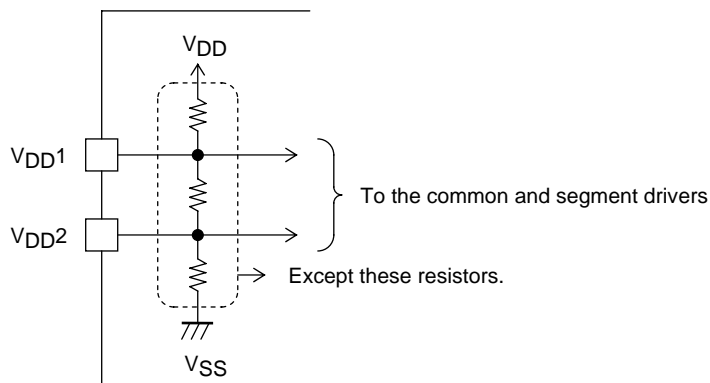 VDD
VDD1
To the common and segment drivers
VDD2
Except these resistors.
VSS